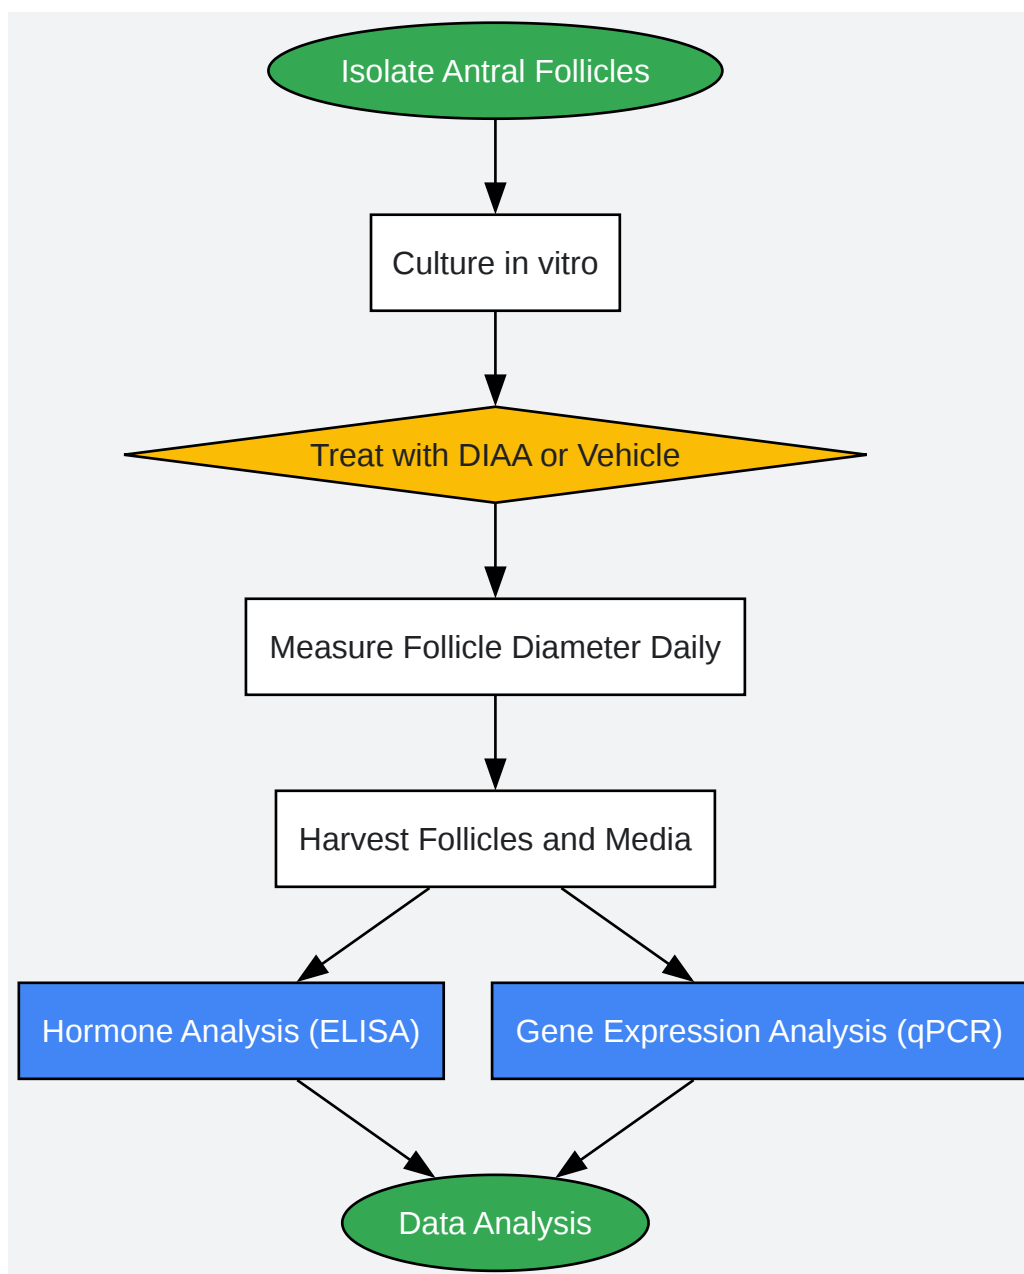 Isolate Antral Follicles
Culture in vitro
Treat with DIAA or Vehicle
Measure Follicle Diameter Daily
Harvest Follicles and Media
Hormone Analysis (ELISA)
Gene Expression Analysis (qPCR)
Data Analysis